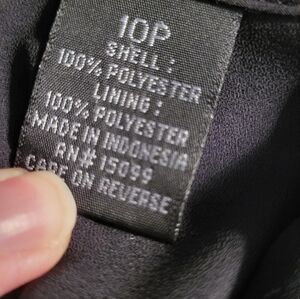 10P
SHELL:
100% POLYESTER
LINING:
100% POLYESTER
MADE IN INDONESIA
RN# 15099
CARE ON REVERSE